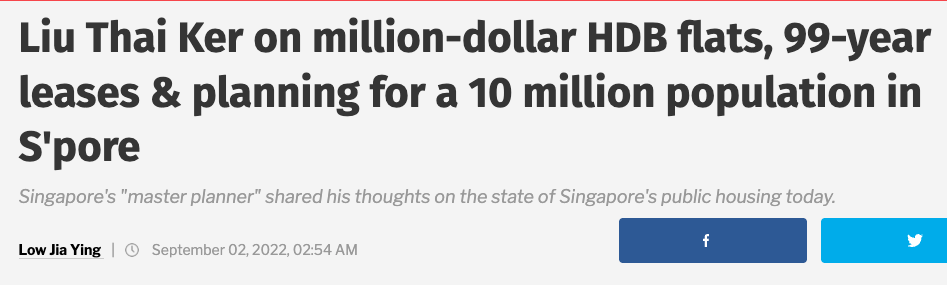 Liu Thai Ker on million-dollar HDB flats, 99-year
leases & planning for a 10 million population in
S'pore
Singapore's "master planner" shared his thoughts on the state of Singapore's public housing today.
Low Jia Ying | September 02, 2022, 02:54 AM